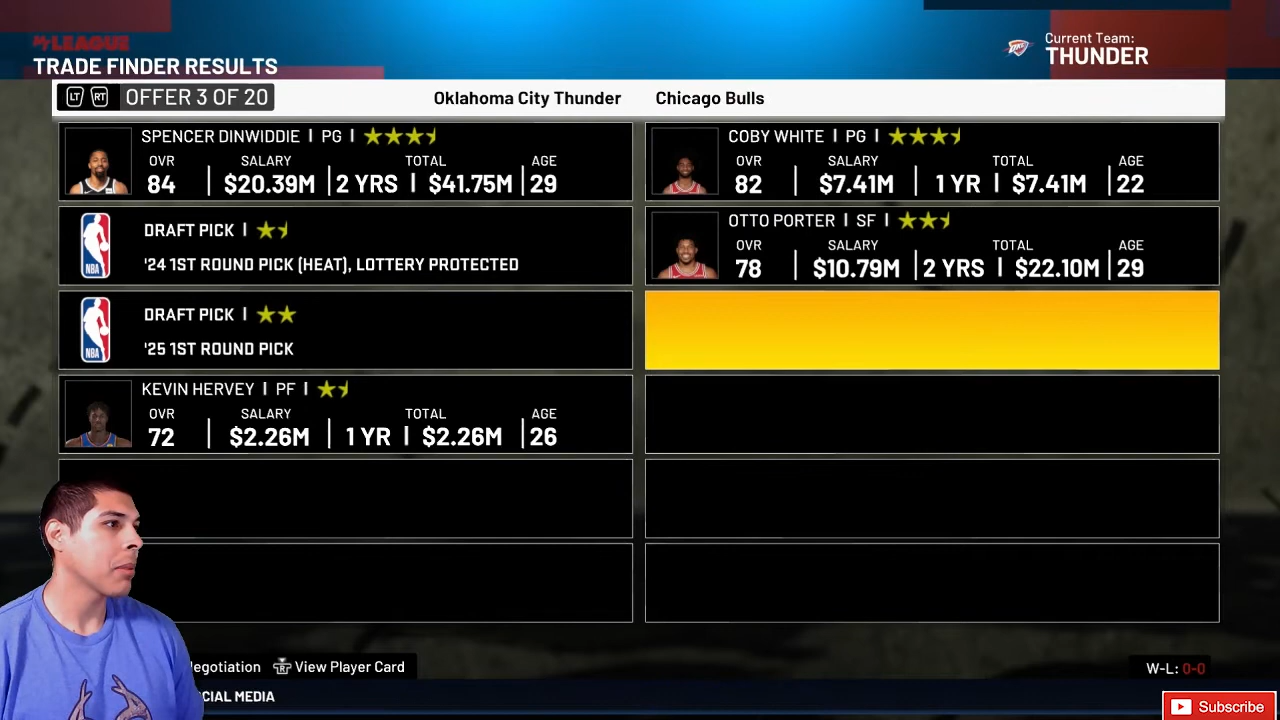 MyLEAGUE
TRADE FINDER RESULTS
Current Team:
THUNDER
OKC
LT RT OFFER 3 OF 20
Oklahoma City Thunder
Chicago Bulls
SPENCER DINWIDDIE | PG |
OVR SALARY TOTAL AGE
84 | $20.39M | 2 YRS | $41.75M | 29
COBY WHITE | PG |
OVR SALARY TOTAL AGE
82 | $7.41M | 1 YR | $7.41M | 22
NBA
DRAFT PICK |
'24 1ST ROUND PICK (HEAT), LOTTERY PROTECTED
OTTO PORTER | SF |
OVR SALARY TOTAL AGE
78 | $10.79M | 2 YRS | $22.10M | 29
NBA
DRAFT PICK |
'25 1ST ROUND PICK
KEVIN HERVEY | PF |
OVR SALARY TOTAL AGE
72 | $2.26M | 1 YR | $2.26M | 26
egotiation
R View Player Card
W-L: 0-0
CIAL MEDIA
Subscribe